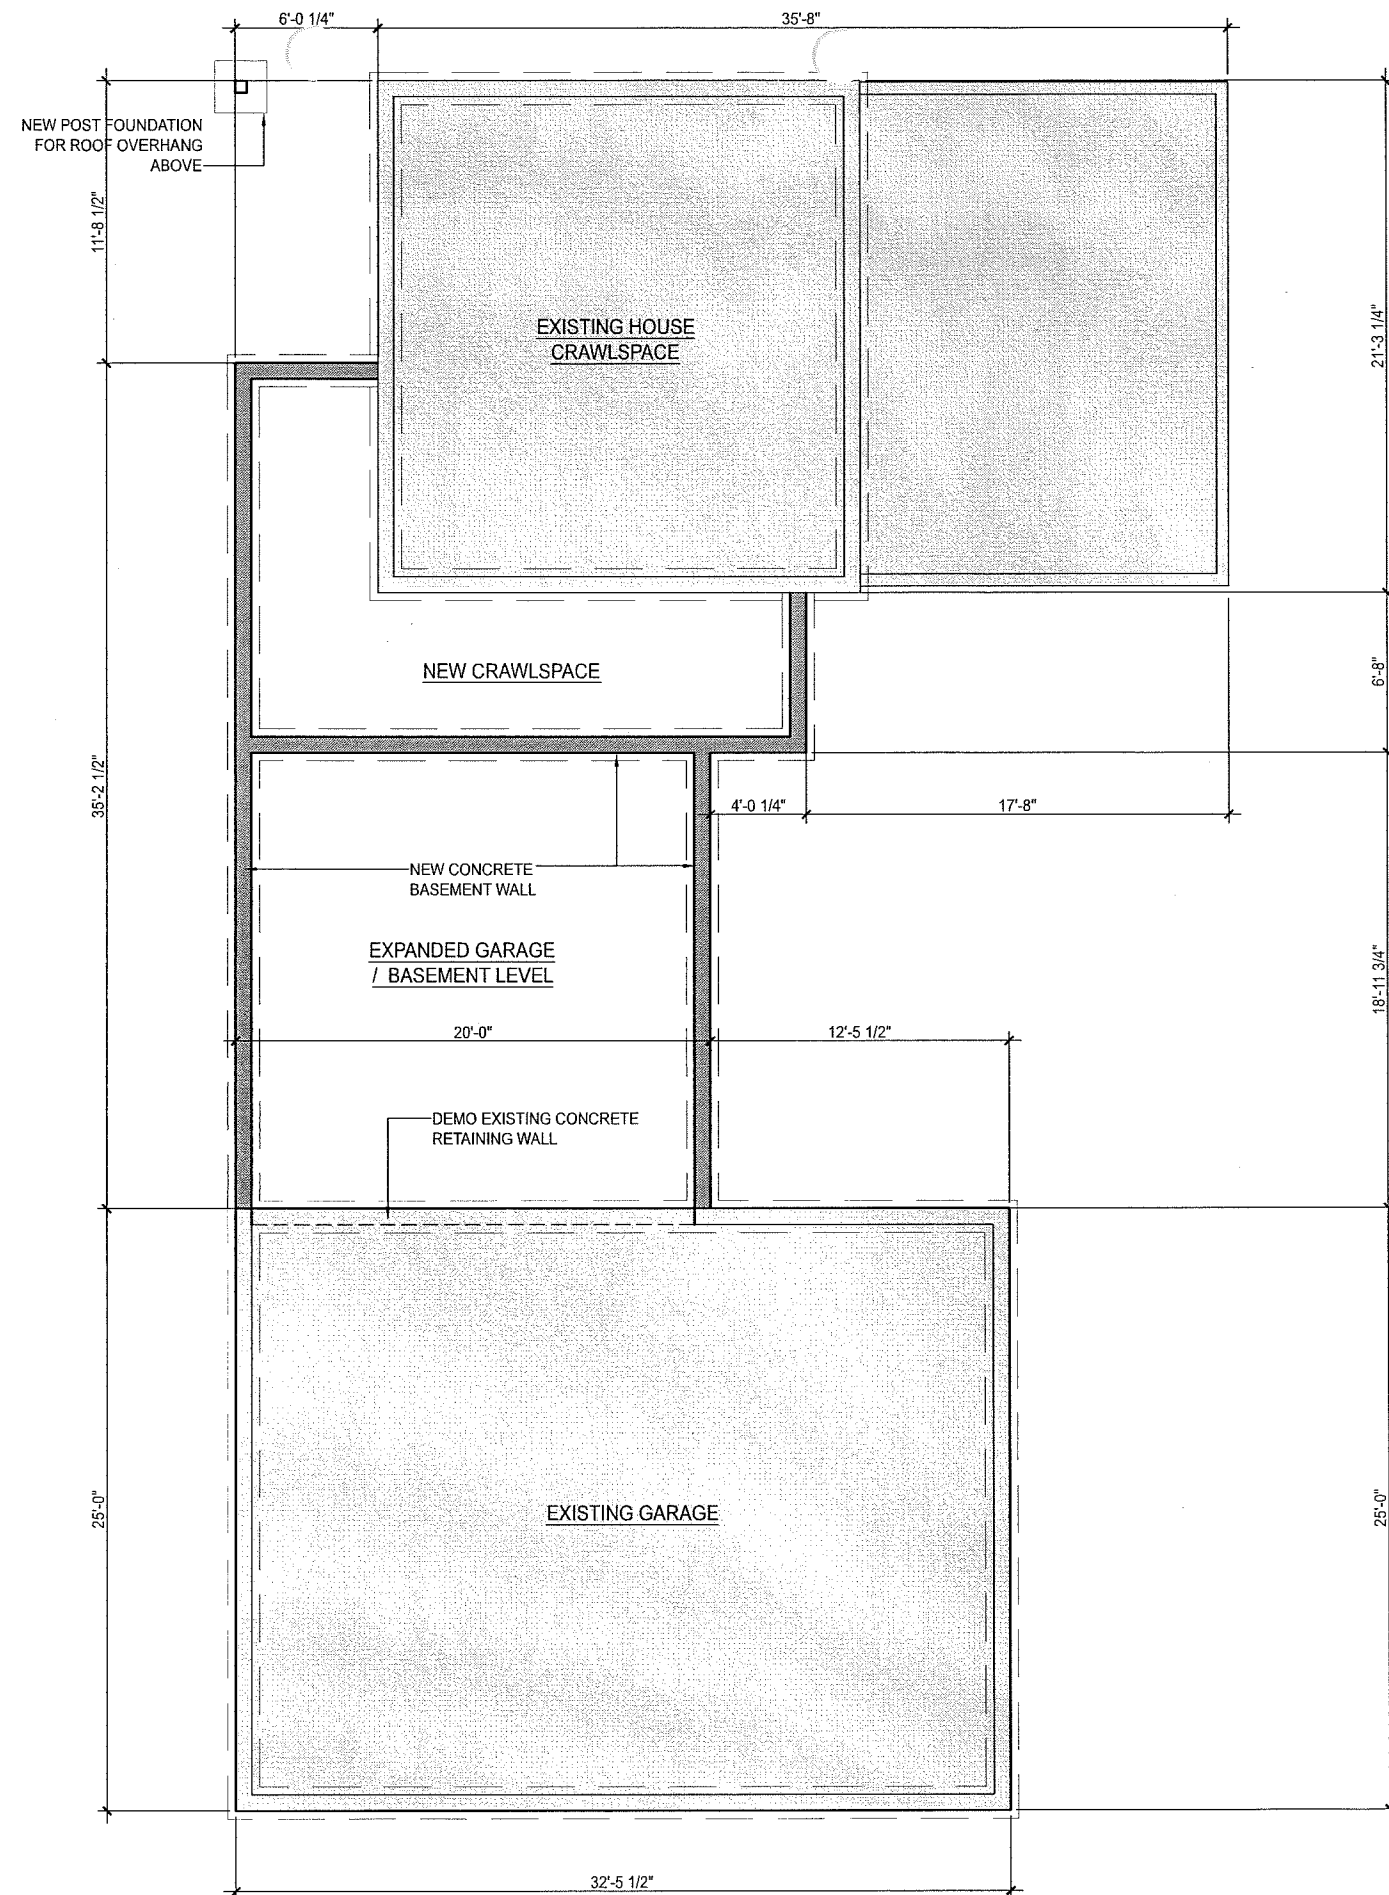 6'-0 1/4"
35'-8"
NEW POST FOUNDATION
FOR ROOF OVERHANG
ABOVE
11'-8 1/2"
21'-3 1/4"
EXISTING HOUSE
CRAWLSPACE
NEW CRAWLSPACE
6'-8"
35'-2 1/2"
4'-0 1/4"
17'-8"
NEW CONCRETE
BASEMENT WALL
EXPANDED GARAGE
/ BASEMENT LEVEL
18'-11 3/4"
20'-0"
12'-5 1/2"
DEMO EXISTING CONCRETE
RETAINING WALL
25'-0"
EXISTING GARAGE
25'-0"
32'-5 1/2"